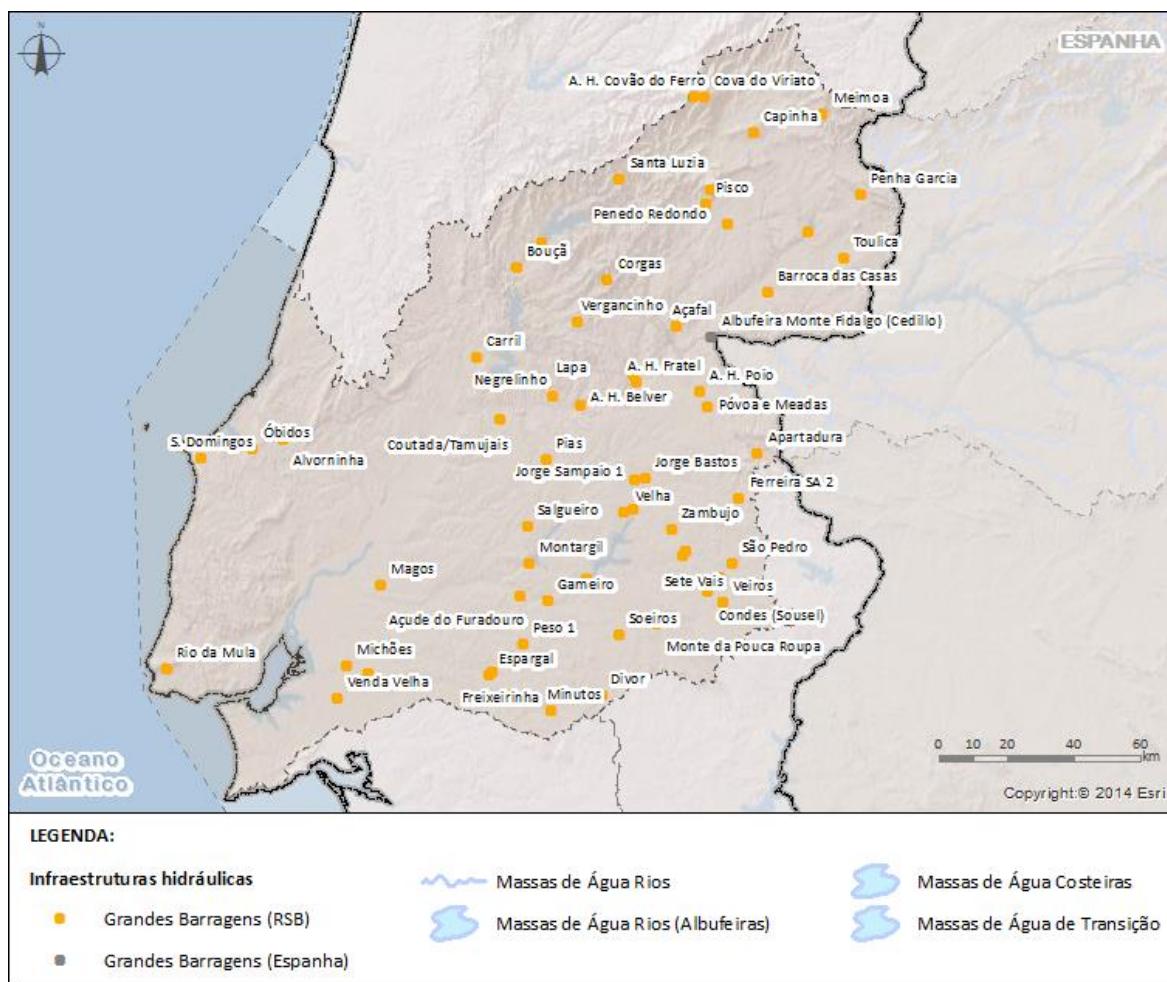 N
ESPANHA
A. H. Covão do Ferro
Cova do Viriato
Meimoa
Capinha
Santa Luzia
Pisco
Penha Garcia
Penedo Redondo
Bouçã
Toulica
Corgas
Barroca das Casas
Vergancinho
Açafal
Albufeira Monte Fidalgo (Cedillo)
Carril
Lapa
A. H. Fratel
Negrelinho
A. H. Poio
A. H. Belver
Póvoa e Meadas
Óbidos
S. Domingos
Coutada/Tamujais
Pias
Apartadura
Alvorninha
Jorge Sampaio 1
Jorge Bastos
Velha
Ferreira SA 2
Salgueiro
Zambujo
Montargil
São Pedro
Magos
Gameiro
Sete Vais
Veiros
Açude do Furadouro
Soeiros
Condes (Sousel)
Peso 1
Monte da Pouca Roupa
Rio da Mula
Michões
Espargal
Venda Velha
Divor
Freixeirinha
Minutos
Oceano
Atlântico
0 10 20 40 60
km
Copyright:© 2014 Esri
LEGENDA:
Infraestruturas hidráulicas
Grandes Barragens (RSB)
Grandes Barragens (Espanha)
Massas de Água Rios
Massas de Água Rios (Albufeiras)
Massas de Água Costeiras
Massas de Água de Transição